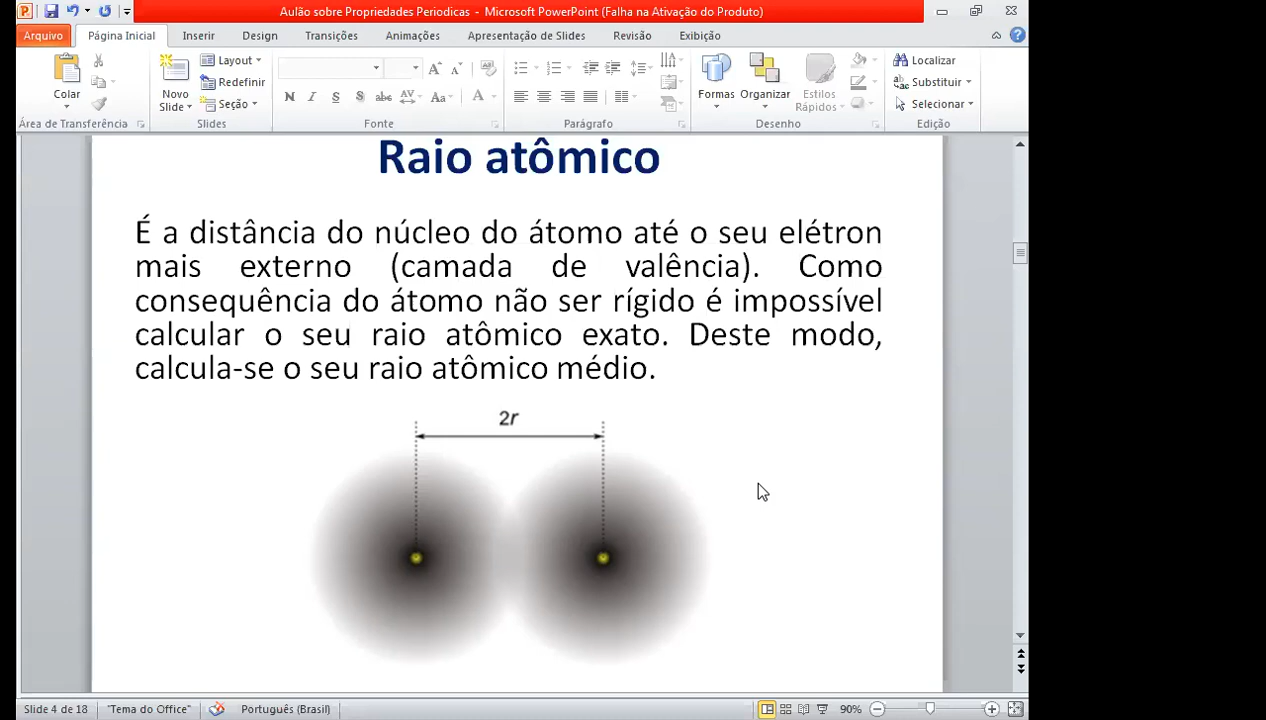 Aulão sobre Propriedades Periodicas - Microsoft PowerPoint (Falha na Ativação do Produto)
Arquivo Página Inicial Inserir Design Transições Animações Apresentação de Slides Revisão Exibição
Colar
Novo Slide
Layout
Redefinir
Seção
N I S S abc AV Aa A
Formas
Organizar
Estilos Rápidos
Localizar
Substituir
Selecionar
Área de Transferência Slides Fonte Parágrafo Desenho Edição
Raio atômico
É a distância do núcleo do átomo até o seu elétron
mais externo (camada de valência). Como
consequência do átomo não ser rígido é impossível
calcular o seu raio atômico exato. Deste modo,
calcula-se o seu raio atômico médio.
2r
Slide 4 de 18 "Tema do Office" Português (Brasil) 90%